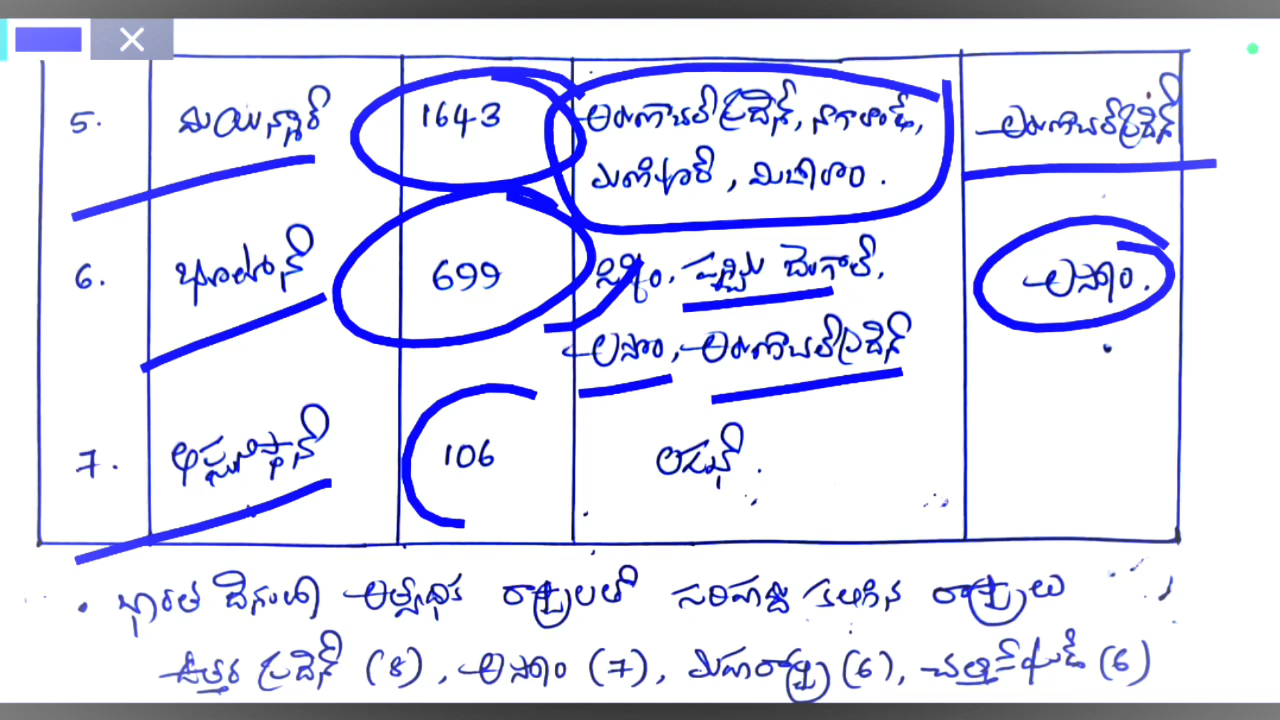 5. మయన్మార్ 1643 అరుణాచల్ ప్రదేశ్, నాగాలాండ్, అరుణాచల్ ప్రదేశ్
మణిపూర్, మిజోరాం.
6. భూటాన్ 699 సిక్కిం. పశ్చిమ బెంగాల్, అస్సాం.
అస్సాం, అరుణాచల్ ప్రదేశ్
7. ఆఫ్ఘనిస్థాన్ 106 లడఖ్.
. భారత దేశంలో అత్యధిక రాష్ట్రాలతో సరిహద్దు కలిగిన రాష్ట్రాలు
ఉత్తర ప్రదేశ్ (8), అస్సాం (7), మహారాష్ట్ర (6), చత్తీస్‌ఘడ్ (6)